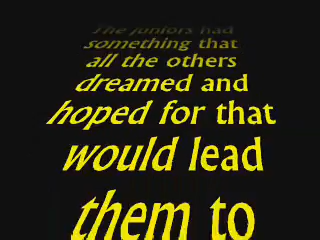 The juniors had
something that
all the others
dreamed and
hoped for that
would lead
them to